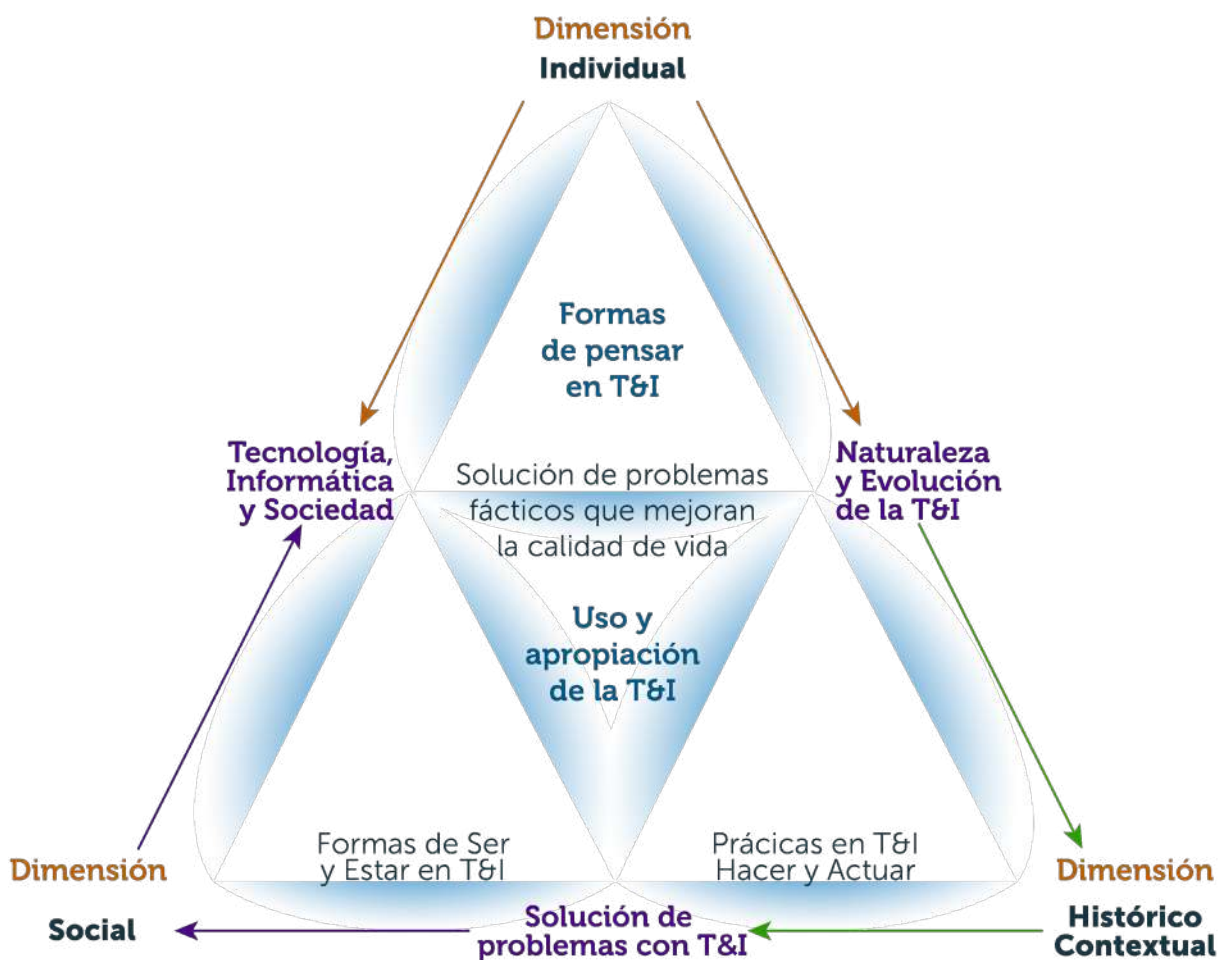 Dimensión
Individual
Formas
de pensar
en T&I
Tecnología,
Informática
y Sociedad
Solución de problemas
fácticos que mejoran
la calidad de vida
Naturaleza
y Evolución
de la T&I
Uso y
apropiación
de la T&I
Formas de Ser
y Estar en T&I
Prácicas en T&I
Hacer y Actuar
Dimensión
Social
Solución de
problemas con T&I
Dimensión
Histórico
Contextual